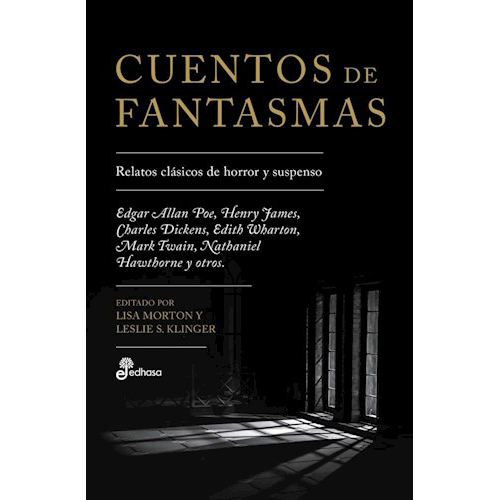 CUENTOS DE
FANTASMAS
Relatos clásicos de horror y suspenso
Edgar Allan Poe, Henry James,
Charles Dickens, Edith Wharton,
Mark Twain, Nathaniel
Hawthorne y otros.
EDITADO POR
LISA MORTON Y
LESLIE S. KLINGER
edhasa